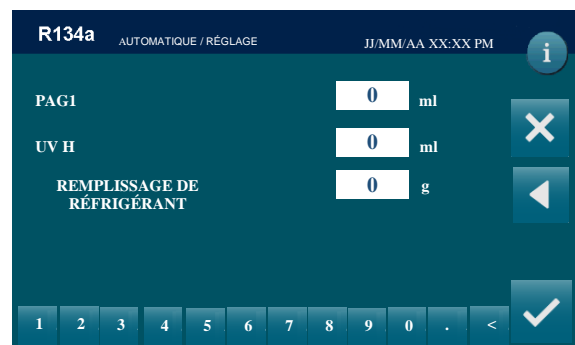 R134a AUTOMATIQUE / RÉGLAGE JJ/MM/AA XX:XX PM
i
PAG1 0 ml
UV H 0 ml
REMPLISSAGE DE
RÉFRIGÉRANT 0 g
1 2 3 4 5 6 7 8 9 0 . <